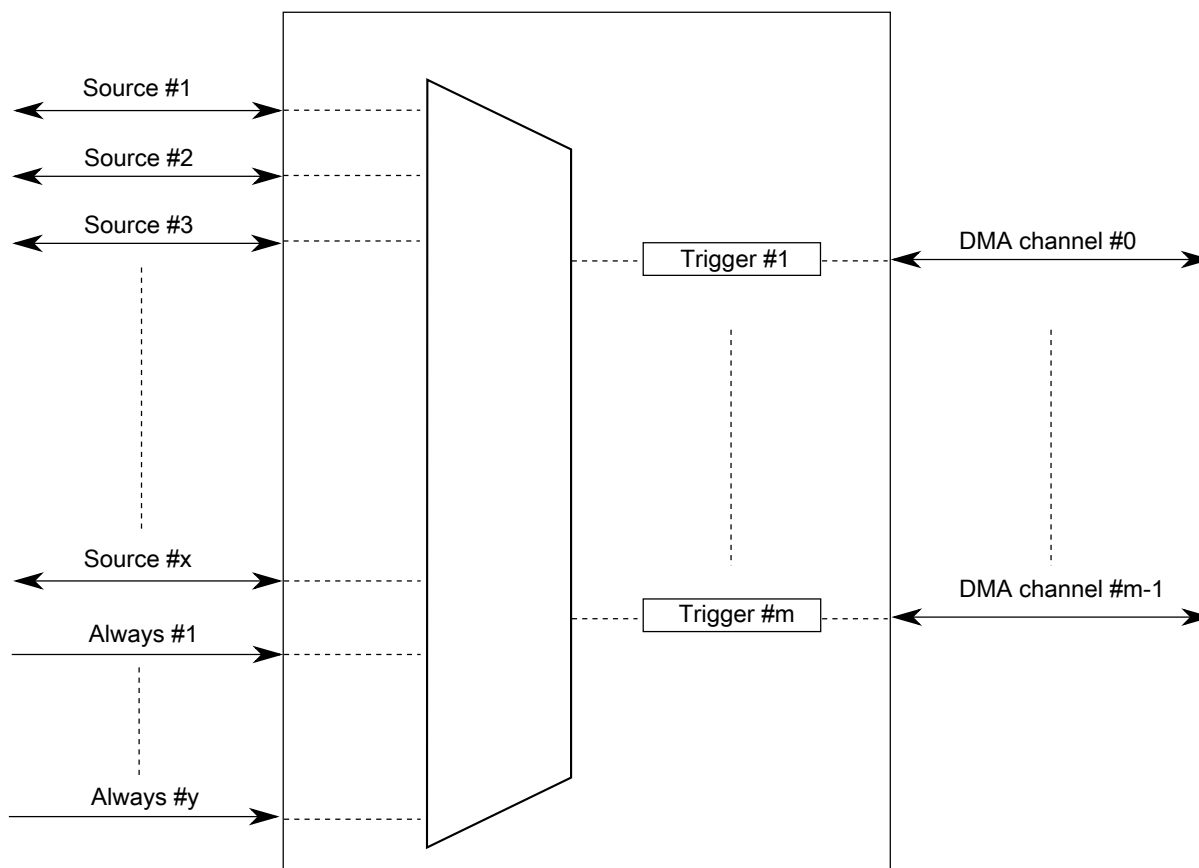 Source #1
Source #2
Source #3
Trigger #1
DMA channel #0
Source #x
Always #1
Trigger #m
DMA channel #m-1
Always #y